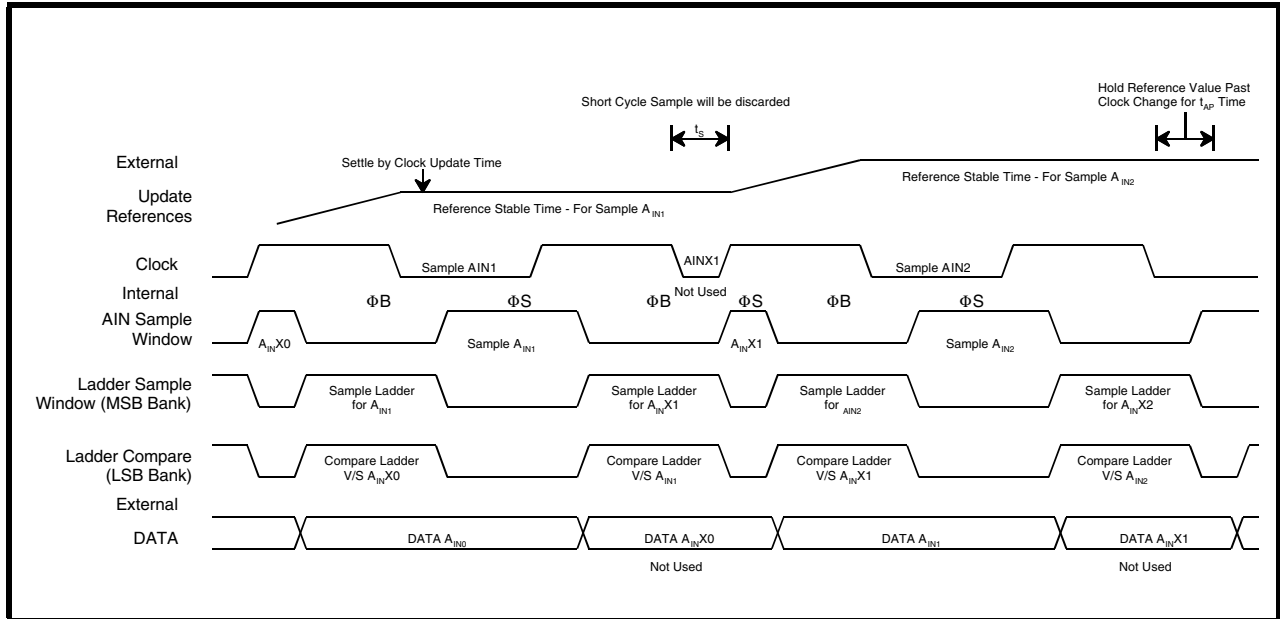 Hold Reference Value Past
Clock Change for tAP Time
Short Cycle Sample will be discarded
tS
External
Settle by Clock Update Time
Reference Stable Time - For Sample A IN2
Update
References
Reference Stable Time - For Sample A IN1
Clock
Sample AIN1
AINX1
Sample AIN2
Internal
Not Used
ΦB
ΦS
ΦB
ΦS
ΦB
ΦS
AIN Sample
Window
AINX0
Sample AIN1
AINX1
Sample AIN2
Ladder Sample
Window (MSB Bank)
Sample Ladder
for AIN1
Sample Ladder
for AINX1
Sample Ladder
for AIN2
Sample Ladder
for AINX2
Ladder Compare
(LSB Bank)
Compare Ladder
V/S AINX0
Compare Ladder
V/S AIN1
Compare Ladder
V/S AINX1
Compare Ladder
V/S AIN2
External
DATA
DATA AIN0
DATA AINX0
DATA AIN1
DATA AINX1
Not Used
Not Used